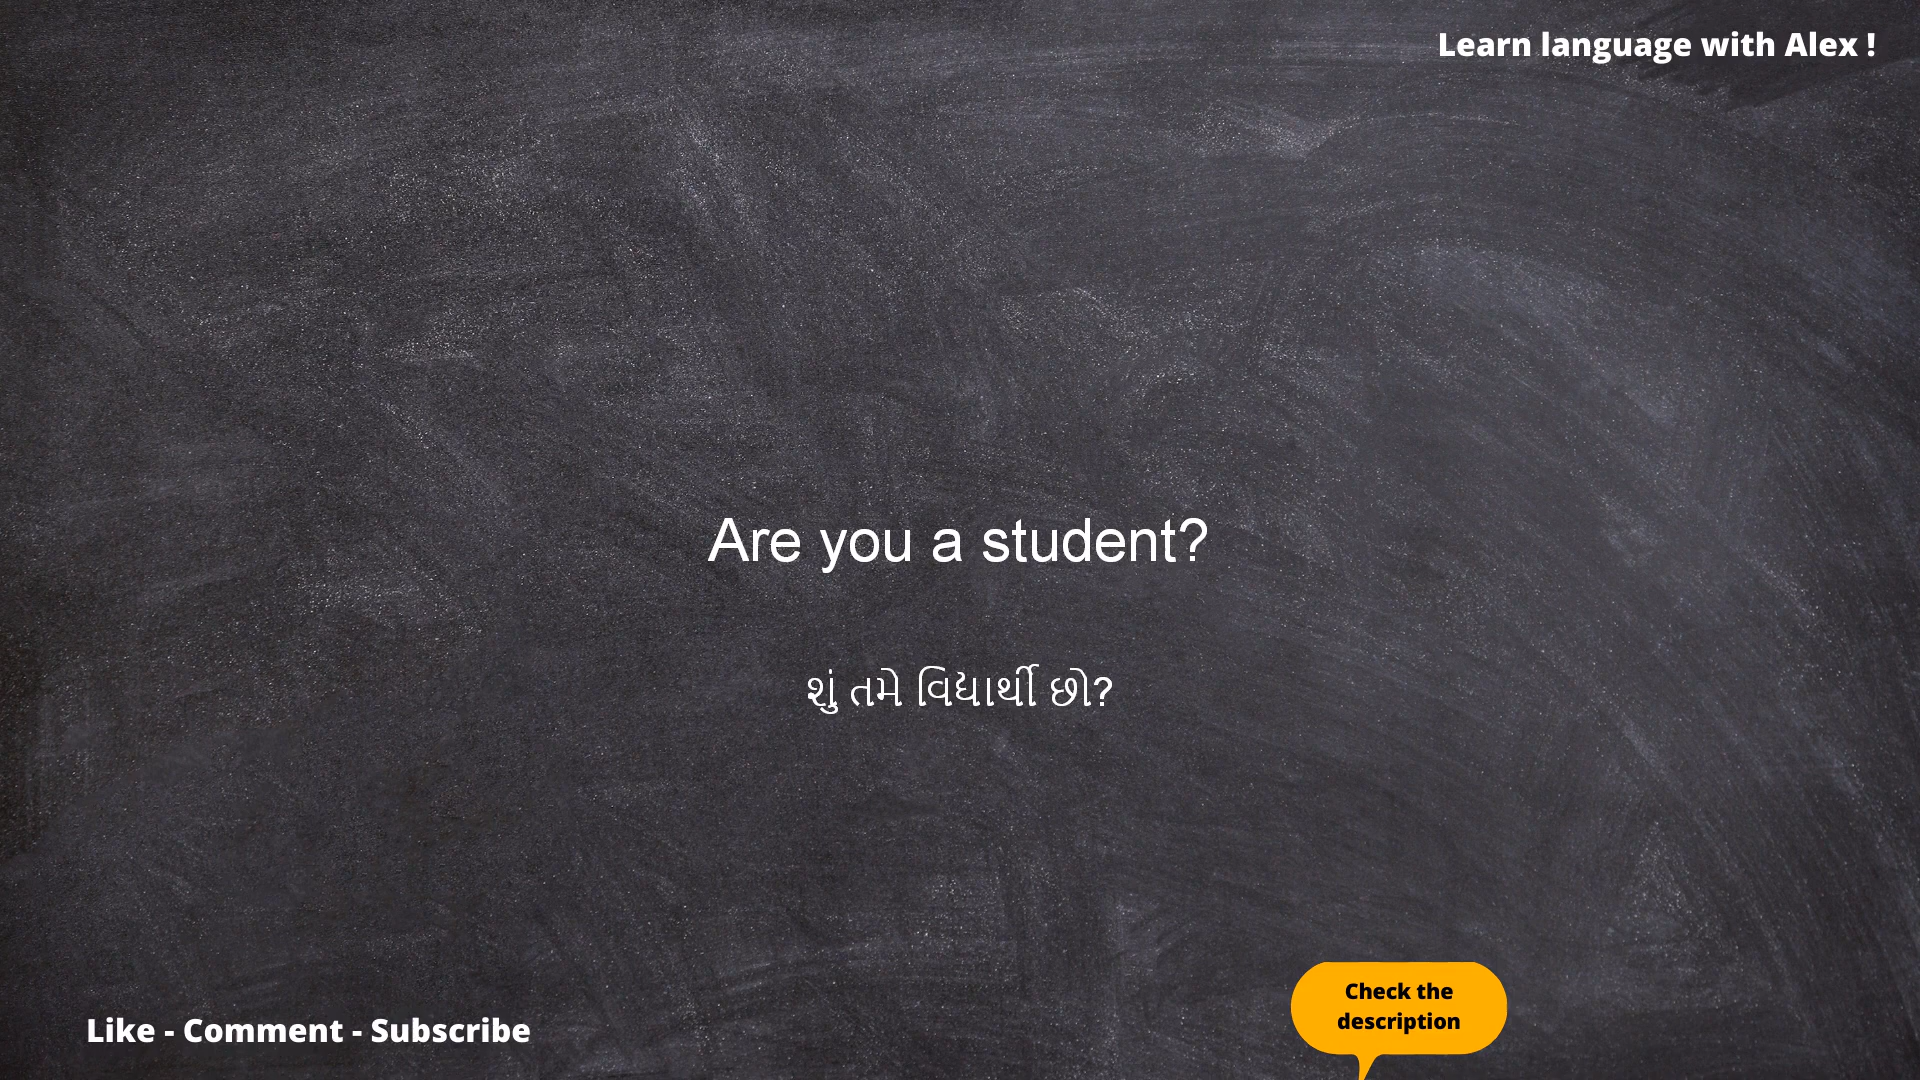 Learn language with Alex !
Are you a student?
શું તમે વિદ્યાર્થી છો?
Check the
description
Like - Comment - Subscribe